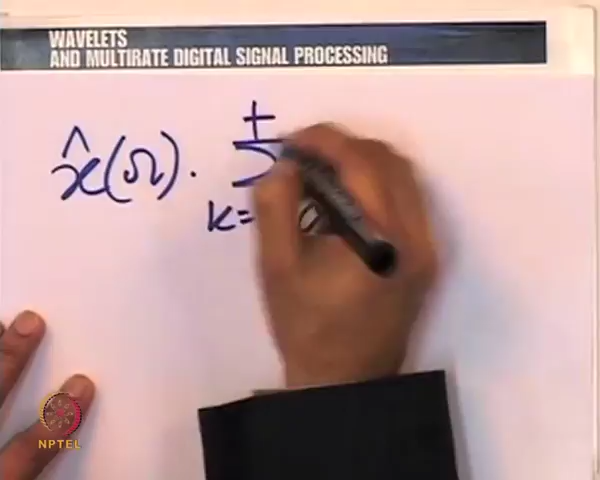 WAVELETS
AND MULTIRATE DIGITAL SIGNAL PROCESSING
+
x̂(Ω). Σ
k=
NPTEL